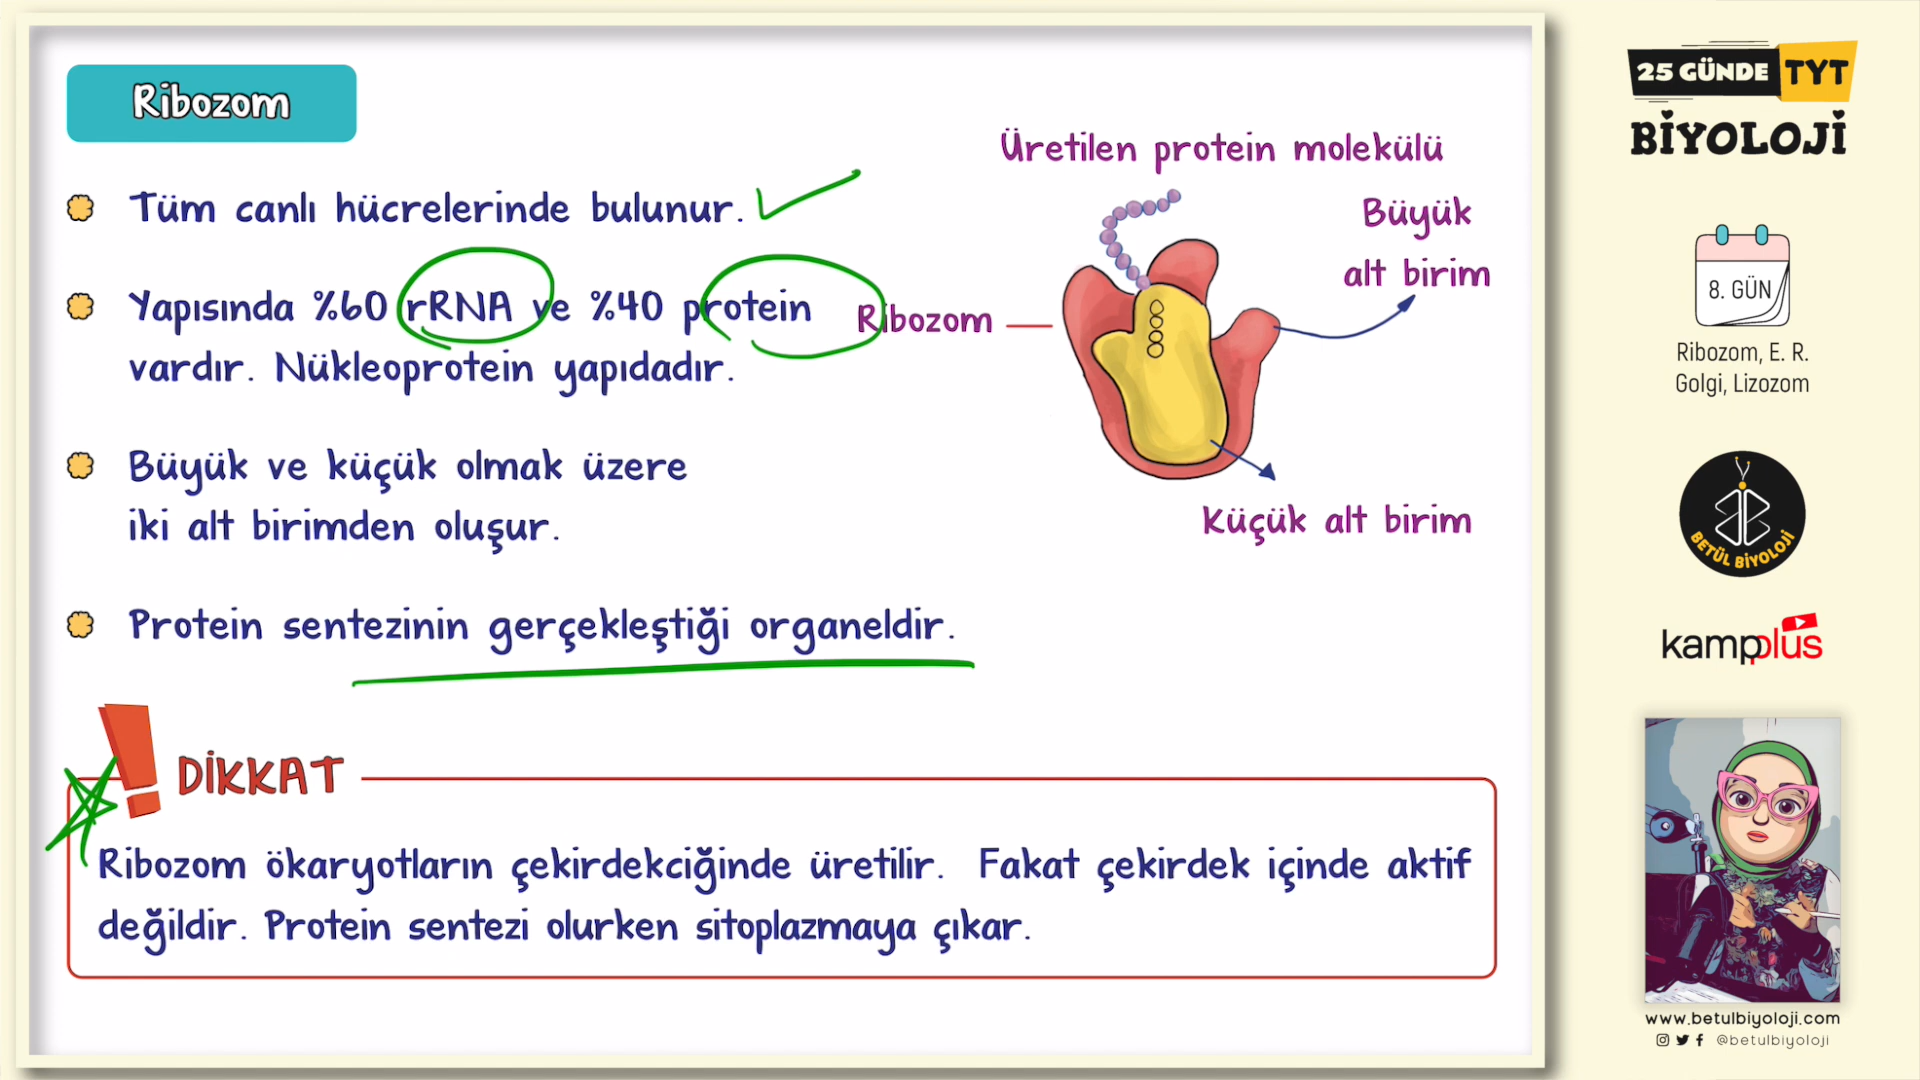 Ribozom
Tüm canlı hücrelerinde bulunur.
Yapısında %60 rRNA ve %40 protein
vardır. Nükleoprotein yapıdadır.
Büyük ve küçük olmak üzere
iki alt birimden oluşur.
Protein sentezinin gerçekleştiği organeldir.
Üretilen protein molekülü
Büyük
alt birim
Ribozom
Küçük alt birim
DİKKAT
Ribozom ökaryotların çekirdekciğinde üretilir. Fakat çekirdek içinde aktif
değildir. Protein sentezi olurken sitoplazmaya çıkar.
25 GÜNDE TYT
BİYOLOJİ
8. GÜN
Ribozom, E. R.
Golgi, Lizozom
BETÜL BİYOLOJİ
kampplus
www.betulbiyoloji.com
@betulbiyoloji